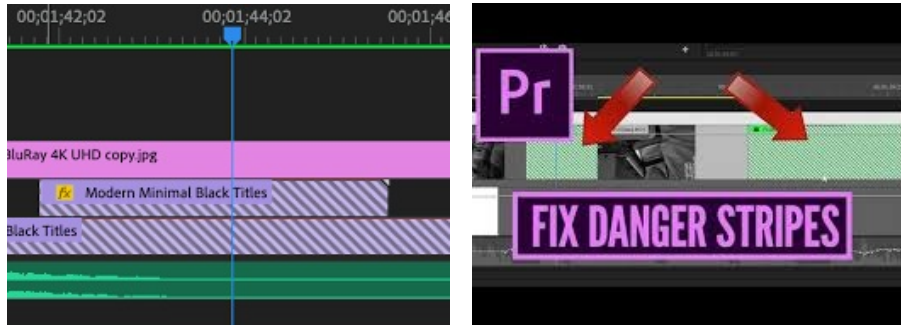 00;01;42;02 00;01;44;02 00;01;46
BluRay 4K UHD copy.jpg
fx Modern Minimal Black Titles
Black Titles
Pr
FIX DANGER STRIPES